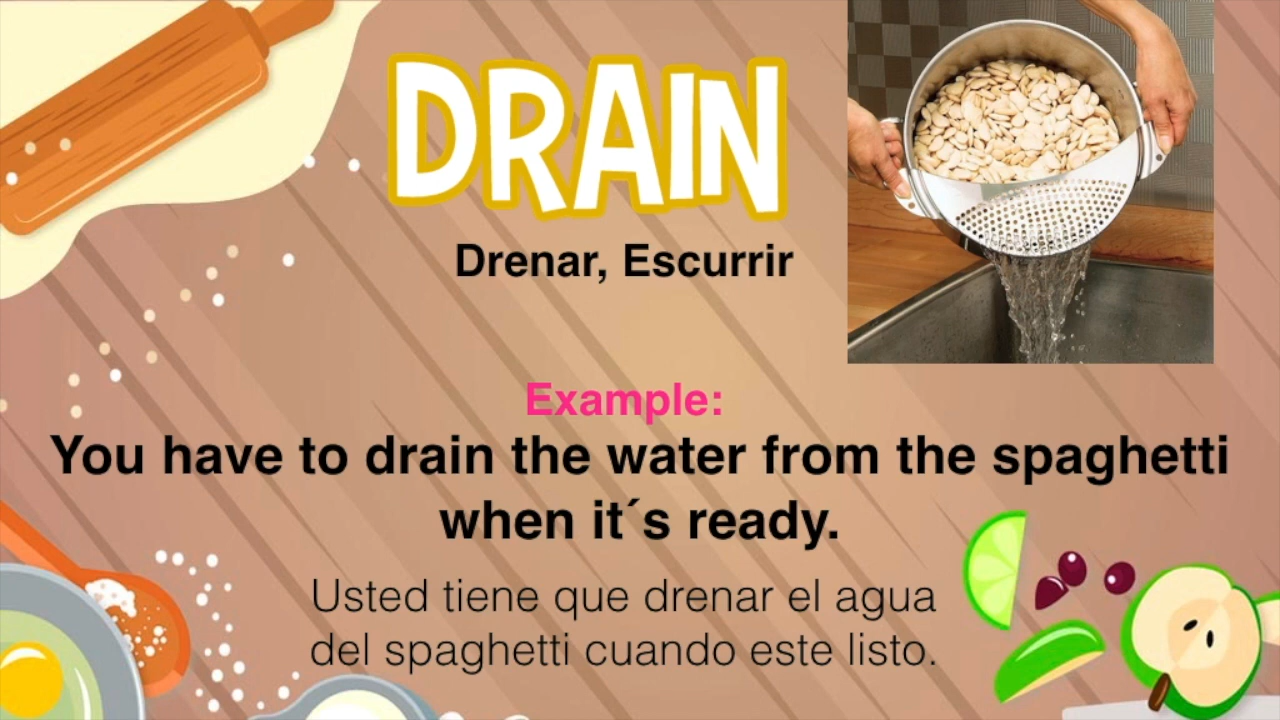 DRAIN
Drenar, Escurrir
Example:
You have to drain the water from the spaghetti
when it´s ready.
Usted tiene que drenar el agua
del spaghetti cuando este listo.